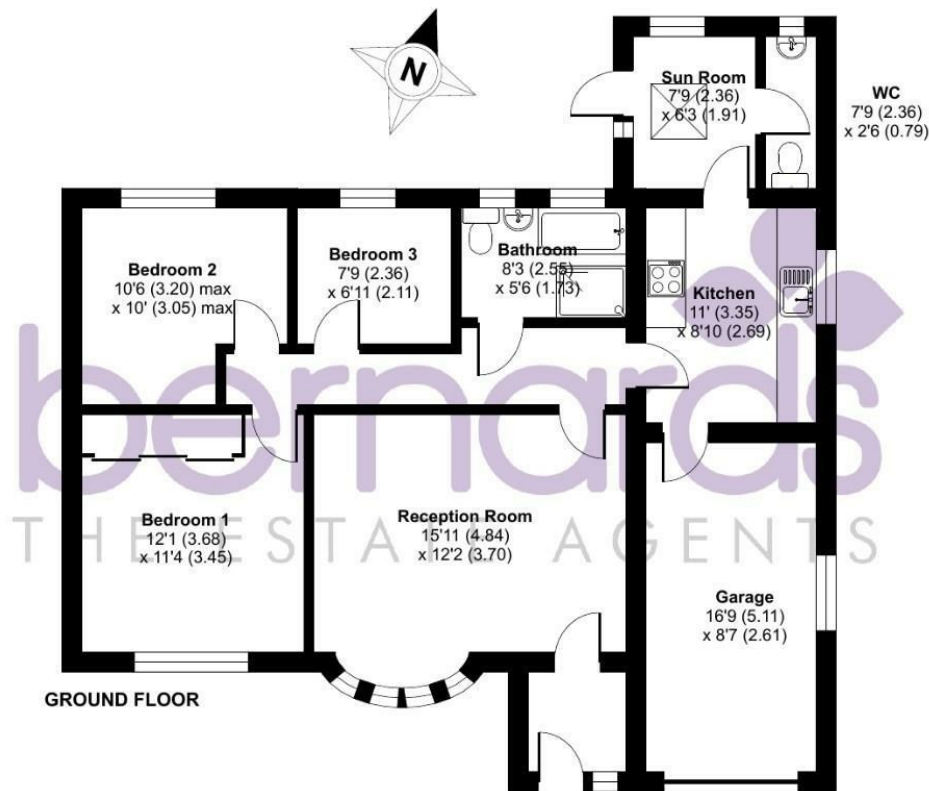 N
Sun Room
7'9 (2.36)
x 6'3 (1.91)
WC
7'9 (2.36)
x 2'6 (0.79)
Bedroom 2
10'6 (3.20) max
x 10' (3.05) max
Bedroom 3
7'9 (2.36)
x 6'11 (2.11)
Bathroom
8'3 (2.55)
x 5'6 (1.73)
Kitchen
11' (3.35)
x 8'10 (2.69)
bernards
THE ESTATE AGENTS
Bedroom 1
12'1 (3.68)
x 11'4 (3.45)
Reception Room
15'11 (4.84)
x 12'2 (3.70)
Garage
16'9 (5.11)
x 8'7 (2.61)
GROUND FLOOR